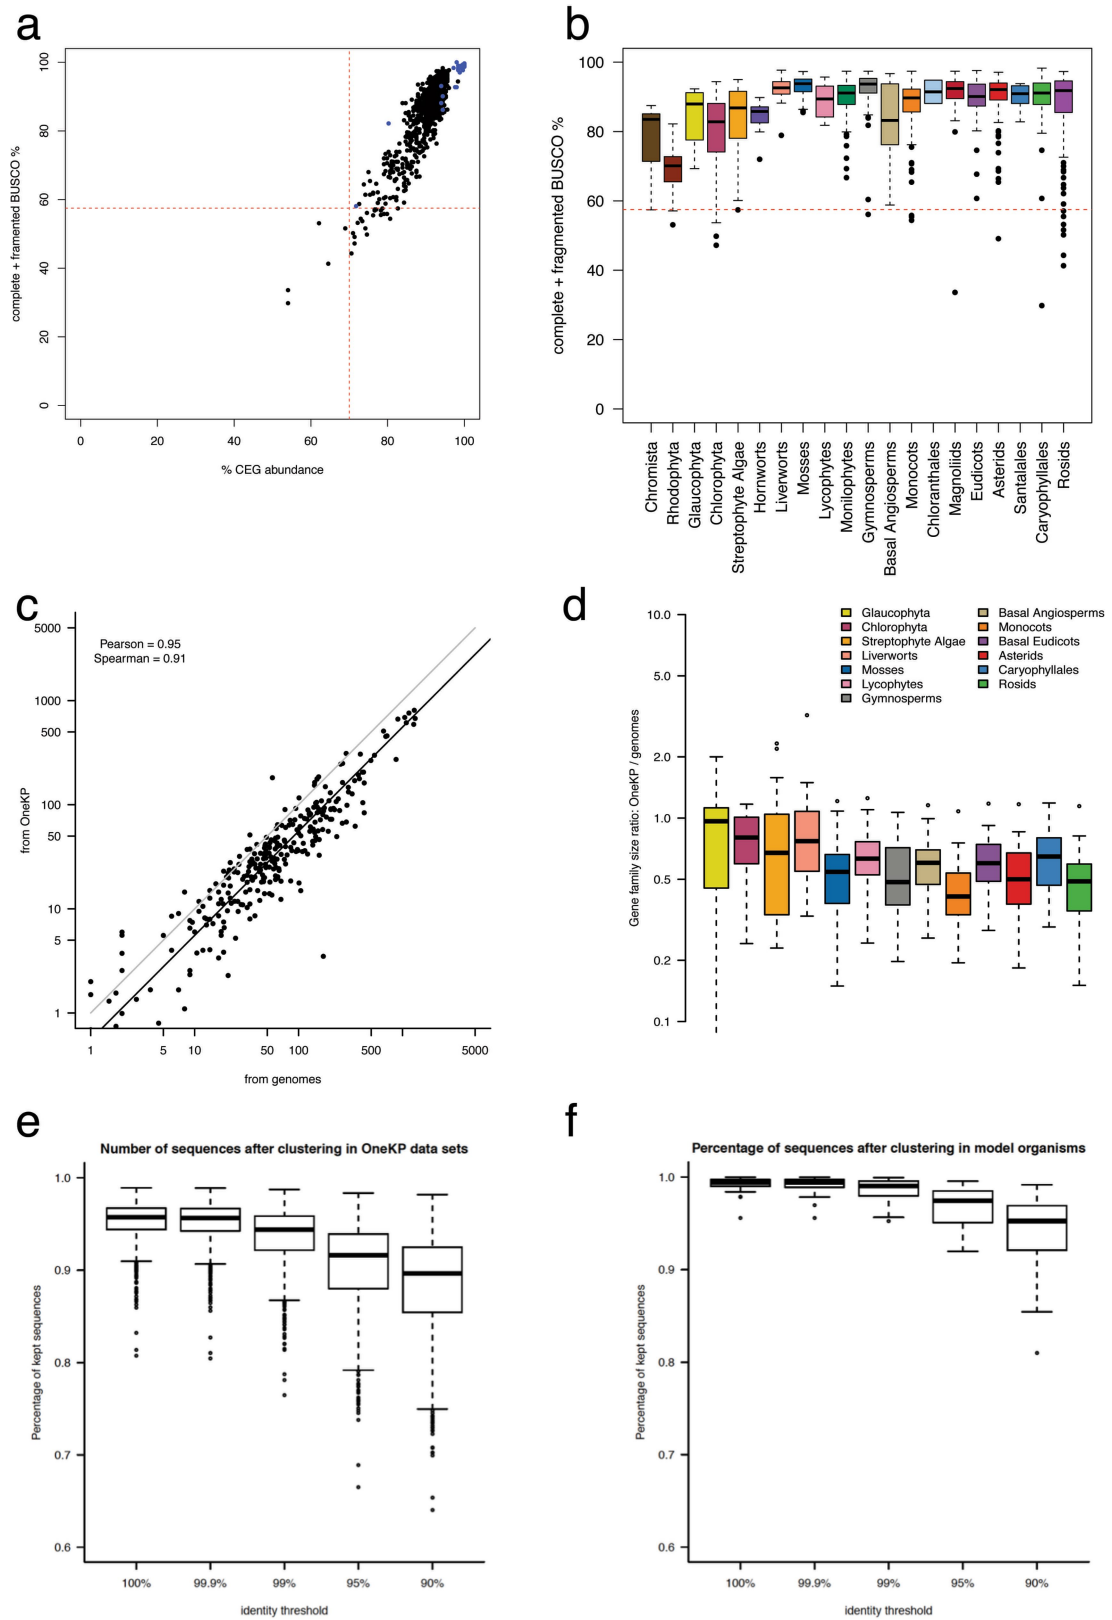 a
100
80
60
40
20
0
complete + framented BUSCO %
0 20 40 60 80 100
% CEG abundance
b
100
80
60
40
20
0
complete + fragmented BUSCO %
Chromista
Rhodophyta
Glaucophyta
Chlorophyta
Streptophyte Algae
Hornworts
Liverworts
Mosses
Lycophytes
Monilophytes
Gymnosperms
Basal Angiosperms
Monocots
Chloranthales
Magnoliids
Eudicots
Asterids
Santalales
Caryophyllales
Rosids
c
Pearson = 0.95
Spearman = 0.91
5000
1000
500
100
50
10
5
1
from OneKP
1 5 10 50 100 500 5000
from genomes
d
Glaucophyta
Chlorophyta
Streptophyte Algae
Liverworts
Mosses
Lycophytes
Gymnosperms
Basal Angiosperms
Monocots
Basal Eudicots
Asterids
Caryophyllales
Rosids
10.0
5.0
2.0
1.0
0.5
0.2
0.1
Gene family size ratio: OneKP / genomes
e
Number of sequences after clustering in OneKP data sets
1.0
0.9
0.8
0.7
0.6
Percentage of kept sequences
100% 99.9% 99% 95% 90%
identity threshold
f
Percentage of sequences after clustering in model organisms
1.0
0.9
0.8
0.7
0.6
Percentage of kept sequences
100% 99.9% 99% 95% 90%
identity threshold